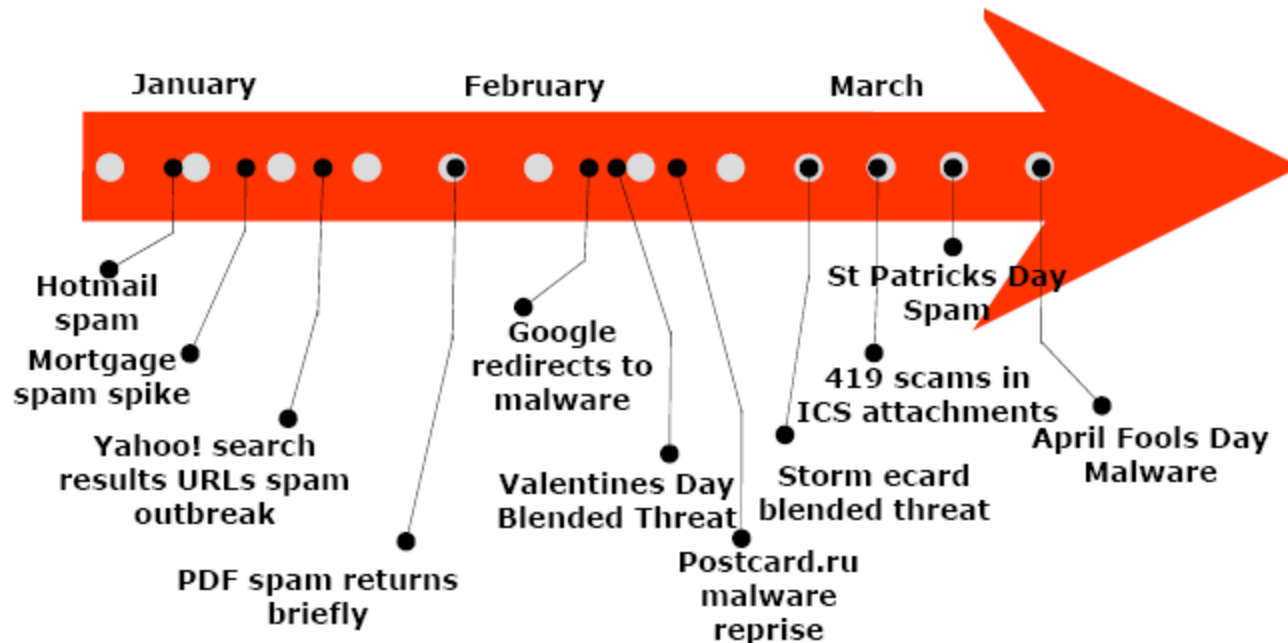 January
February
March
Hotmail
spam
Mortgage
spam spike
Yahoo! search
results URLs spam
outbreak
PDF spam returns
briefly
Google
redirects to
malware
Valentines Day
Blended Threat
Postcard.ru
malware
reprise
Storm ecard
blended threat
419 scams in
ICS attachments
St Patricks Day
Spam
April Fools Day
Malware